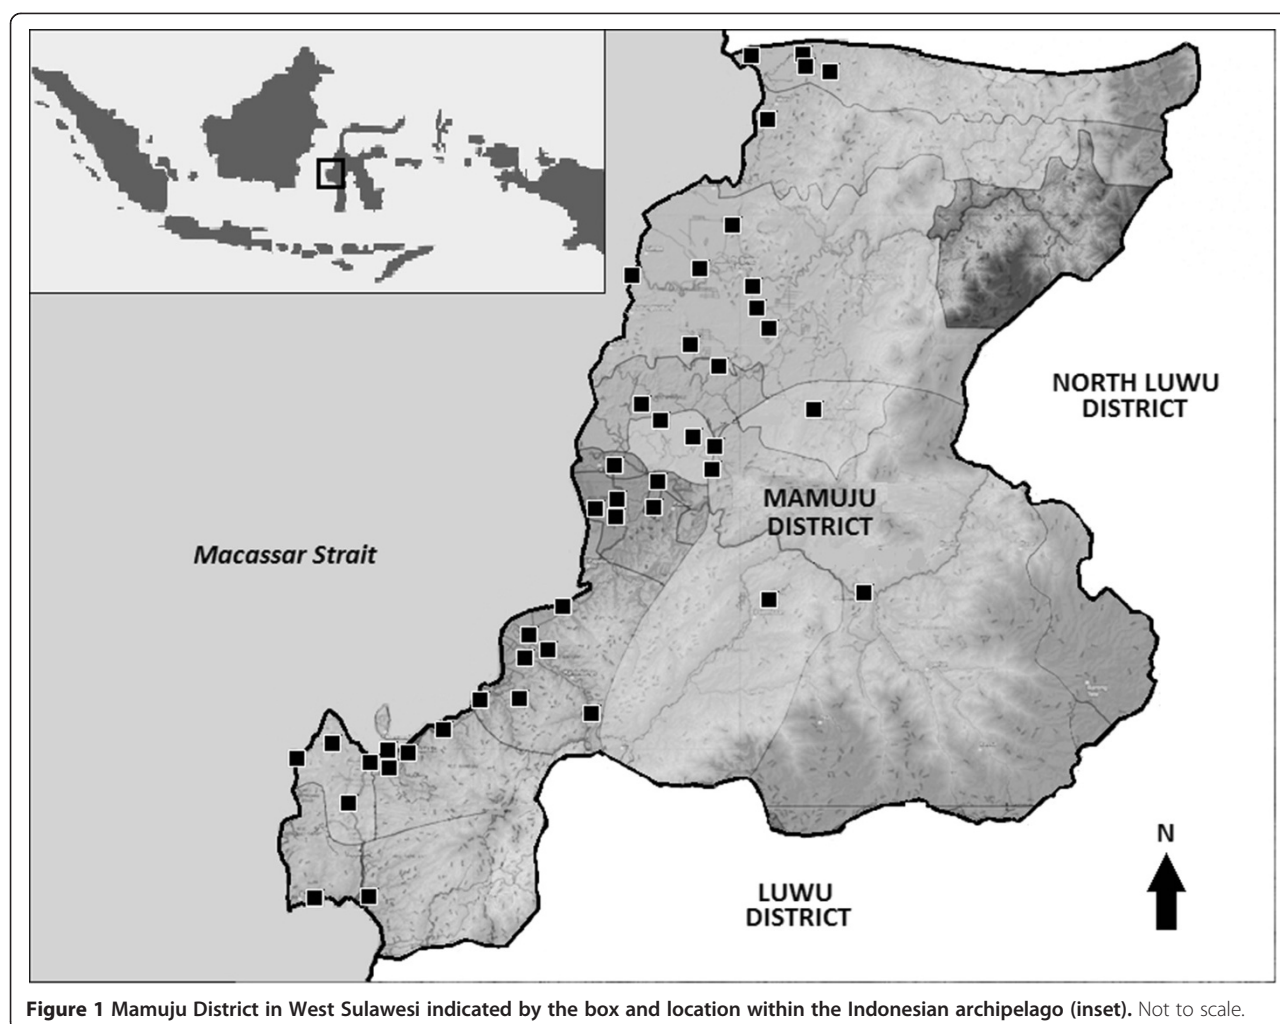 NORTH LUWU
DISTRICT
MAMUJU
DISTRICT
Macassar Strait
N
LUWU
DISTRICT
Figure 1 Mamuju District in West Sulawesi indicated by the box and location within the Indonesian archipelago (inset). Not to scale.